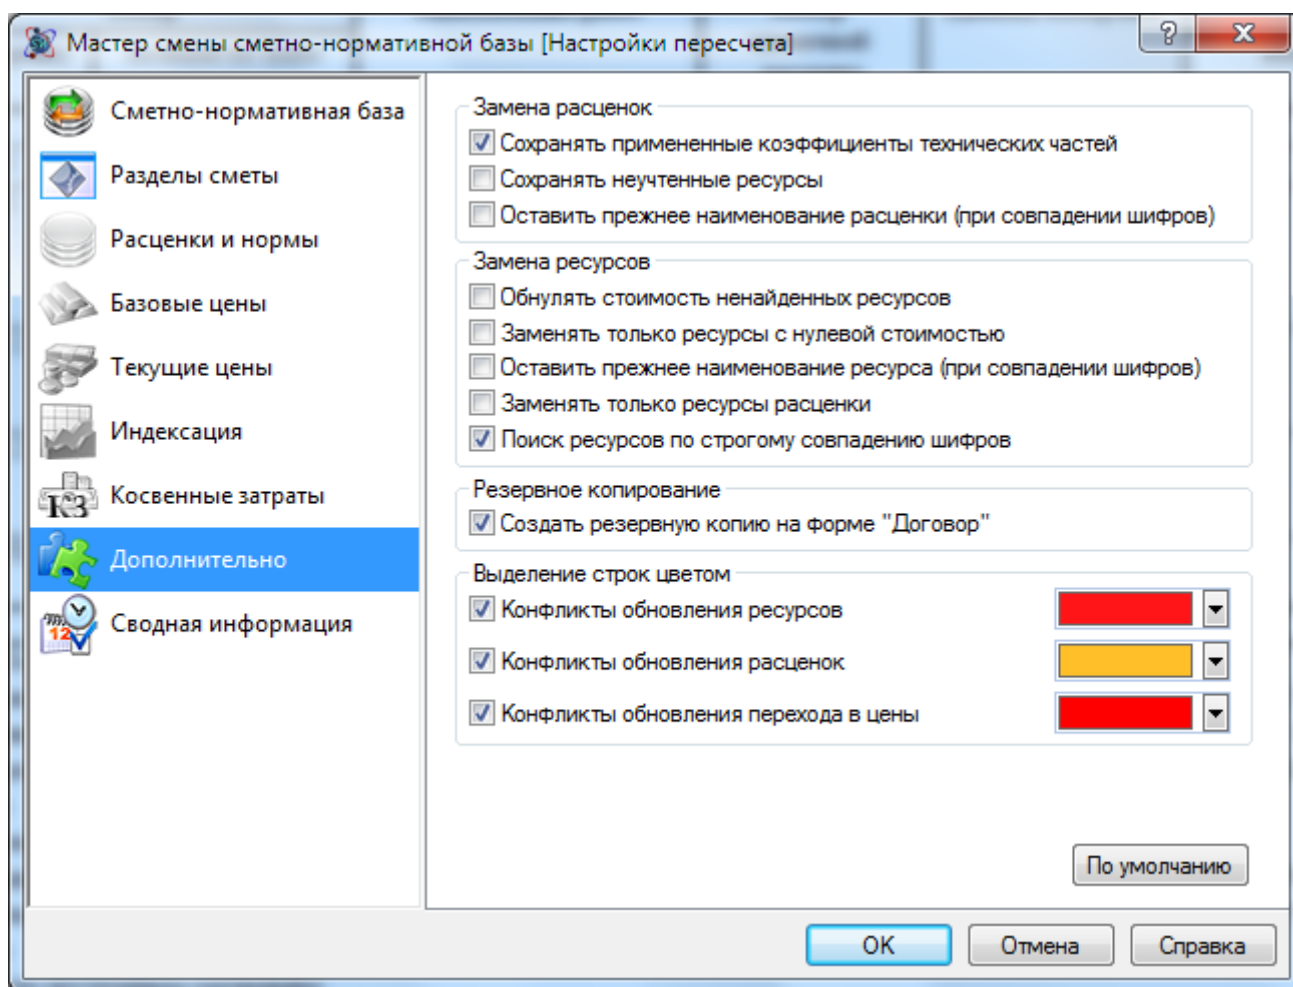 Мастер смены сметно-нормативной базы [Настройки пересчета]
?
X
Сметно-нормативная база
Разделы сметы
Расценки и нормы
Базовые цены
Текущие цены
Индексация
Косвенные затраты
Дополнительно
Сводная информация
Замена расценок
Сохранять примененные коэффициенты технических частей
Сохранять неучтенные ресурсы
Оставить прежнее наименование расценки (при совпадении шифров)
Замена ресурсов
Обнулять стоимость ненайденных ресурсов
Заменять только ресурсы с нулевой стоимостью
Оставить прежнее наименование ресурса (при совпадении шифров)
Заменять только ресурсы расценки
Поиск ресурсов по строгому совпадению шифров
Резервное копирование
Создать резервную копию на форме "Договор"
Выделение строк цветом
Конфликты обновления ресурсов
Конфликты обновления расценок
Конфликты обновления перехода в цены
По умолчанию
OK
Отмена
Справка